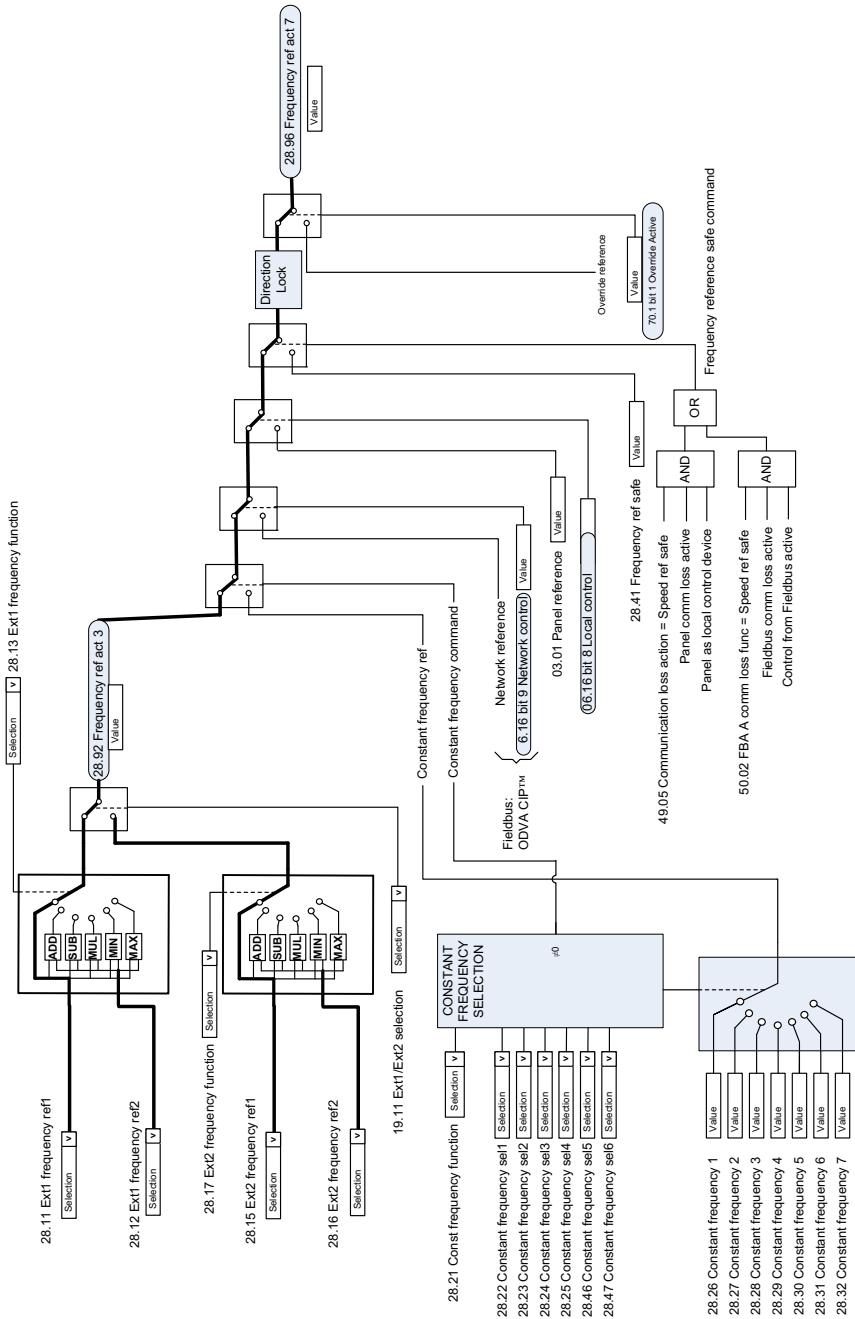 28.11 Ext1 frequency ref1
Selection v
28.12 Ext1 frequency ref2
Selection v
ADD
SUB
MUL
MIN
MAX
Selection v 28.13 Ext1 frequency function
28.17 Ext2 frequency function Selection v
28.15 Ext2 frequency ref1
Selection v
28.16 Ext2 frequency ref2
Selection v
ADD
SUB
MUL
MIN
MAX
19.11 Ext1/Ext2 selection Selection v
28.92 Frequency ref act 3
Value
28.21 Const frequency function Selection v
28.22 Constant frequency sel1 Selection v
28.23 Constant frequency sel2 Selection v
28.24 Constant frequency sel3 Selection v
28.25 Constant frequency sel4 Selection v
28.46 Constant frequency sel5 Selection v
28.47 Constant frequency sel6 Selection v
CONSTANT
FREQUENCY
SELECTION
≠0
28.26 Constant frequency 1 Value
28.27 Constant frequency 2 Value
28.28 Constant frequency 3 Value
28.29 Constant frequency 4 Value
28.30 Constant frequency 5 Value
28.31 Constant frequency 6 Value
28.32 Constant frequency 7 Value
Constant frequency ref
Constant frequency command
Network reference
Fieldbus:
ODVA CIP™
6.16 bit 9 Network control) Value
03.01 Panel reference Value
06.16 bit 8 Local control
28.41 Frequency ref safe Value
49.05 Communication loss action = Speed ref safe
Panel comm loss active
Panel as local control device
AND
50.02 FBA A comm loss func = Speed ref safe
Fieldbus comm loss active
Control from Fieldbus active
AND
OR
Frequency reference safe command
Direction
Lock
Override reference
Value
70.1 bit 1 Override Active
28.96 Frequency ref act 7
Value